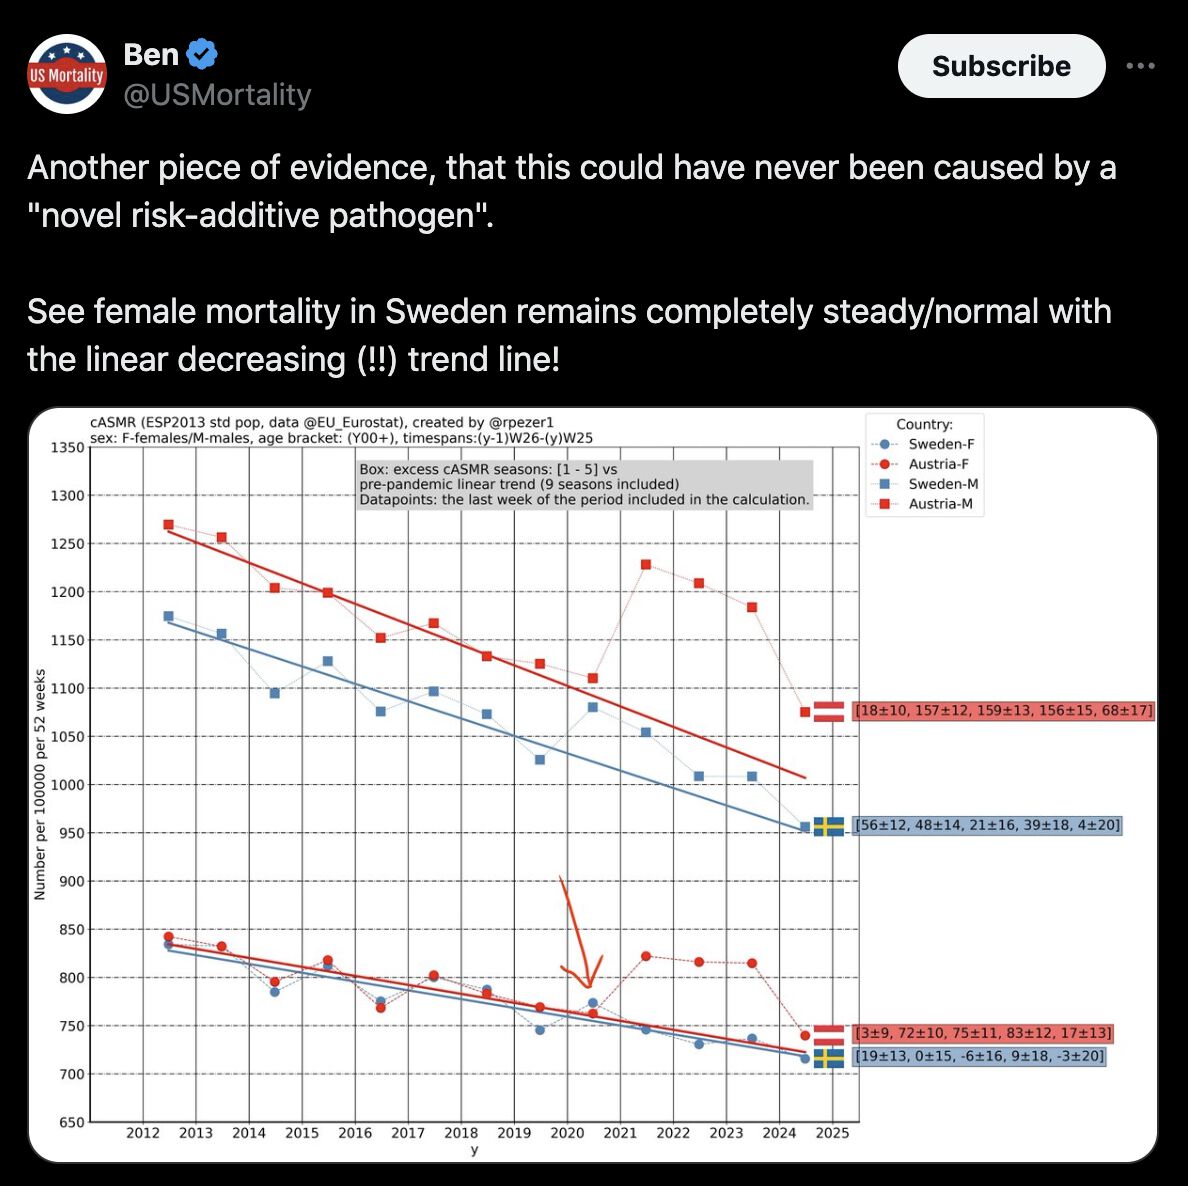 US Mortality
Ben
@USMortality
Subscribe
Another piece of evidence, that this could have never been caused by a
"novel risk-additive pathogen".
See female mortality in Sweden remains completely steady/normal with
the linear decreasing (!!) trend line!
cASMR (ESP2013 std pop, data @EU_Eurostat), created by @rpezer1
sex: F-females/M-males, age bracket: (Y00+), timespans:(y-1)W26-(y)W25
Box: excess cASMR seasons: [1 - 5] vs
pre-pandemic linear trend (9 seasons included)
Datapoints: the last week of the period included in the calculation.
Country:
Sweden-F
Austria-F
Sweden-M
Austria-M
Number per 100000 per 52 weeks
1350
1300
1250
1200
1150
1100
1050
1000
950
900
850
800
750
700
650
[18±10, 157±12, 159±13, 156±15, 68±17]
[56±12, 48±14, 21±16, 39±18, 4±20]
[3±9, 72±10, 75±11, 83±12, 17±13]
[19±13, 0±15, -6±16, 9±18, -3±20]
2012 2013 2014 2015 2016 2017 2018 2019 2020 2021 2022 2023 2024 2025
y